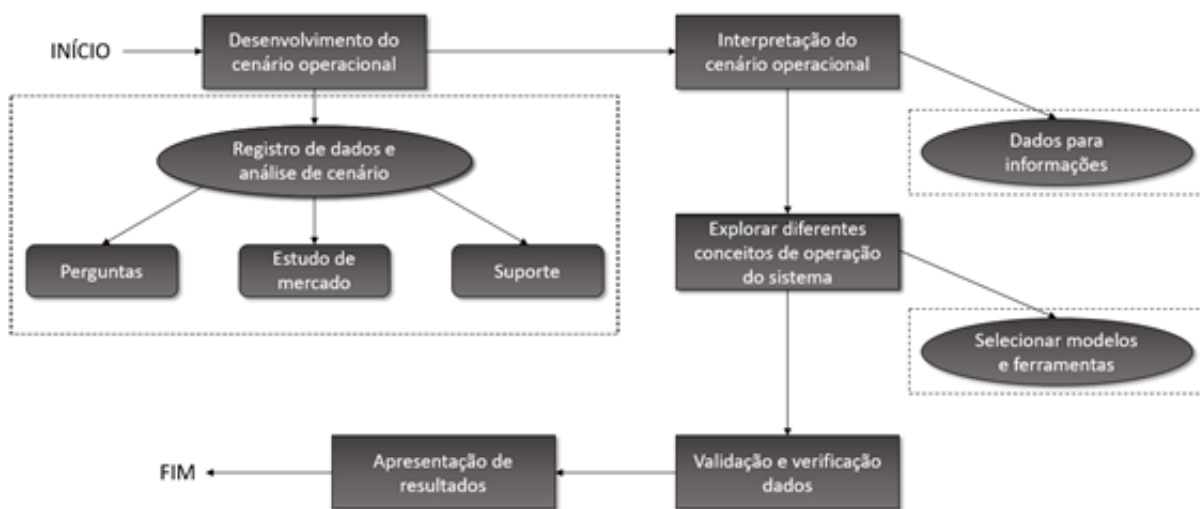 INÍCIO
Desenvolvimento do
cenário operacional
Interpretação do
cenário operacional
Registro de dados e
análise de cenário
Dados para
informações
Perguntas
Estudo de
mercado
Suporte
Explorar diferentes
conceitos de operação
do sistema
Selecionar modelos
e ferramentas
Validação e verificação
dados
Apresentação de
resultados
FIM